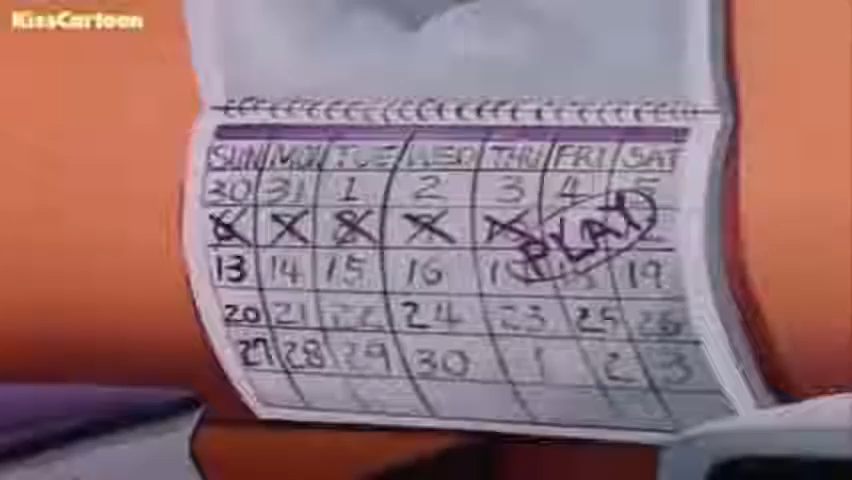 KissCartoon
SUN MON TUE WED THU FRI SAT
30 31 1 2 3 4 5
X X X X X PLAY
13 14 15 16 19
20 21 22 24 23 25 26
27 28 29 30 1 2 3